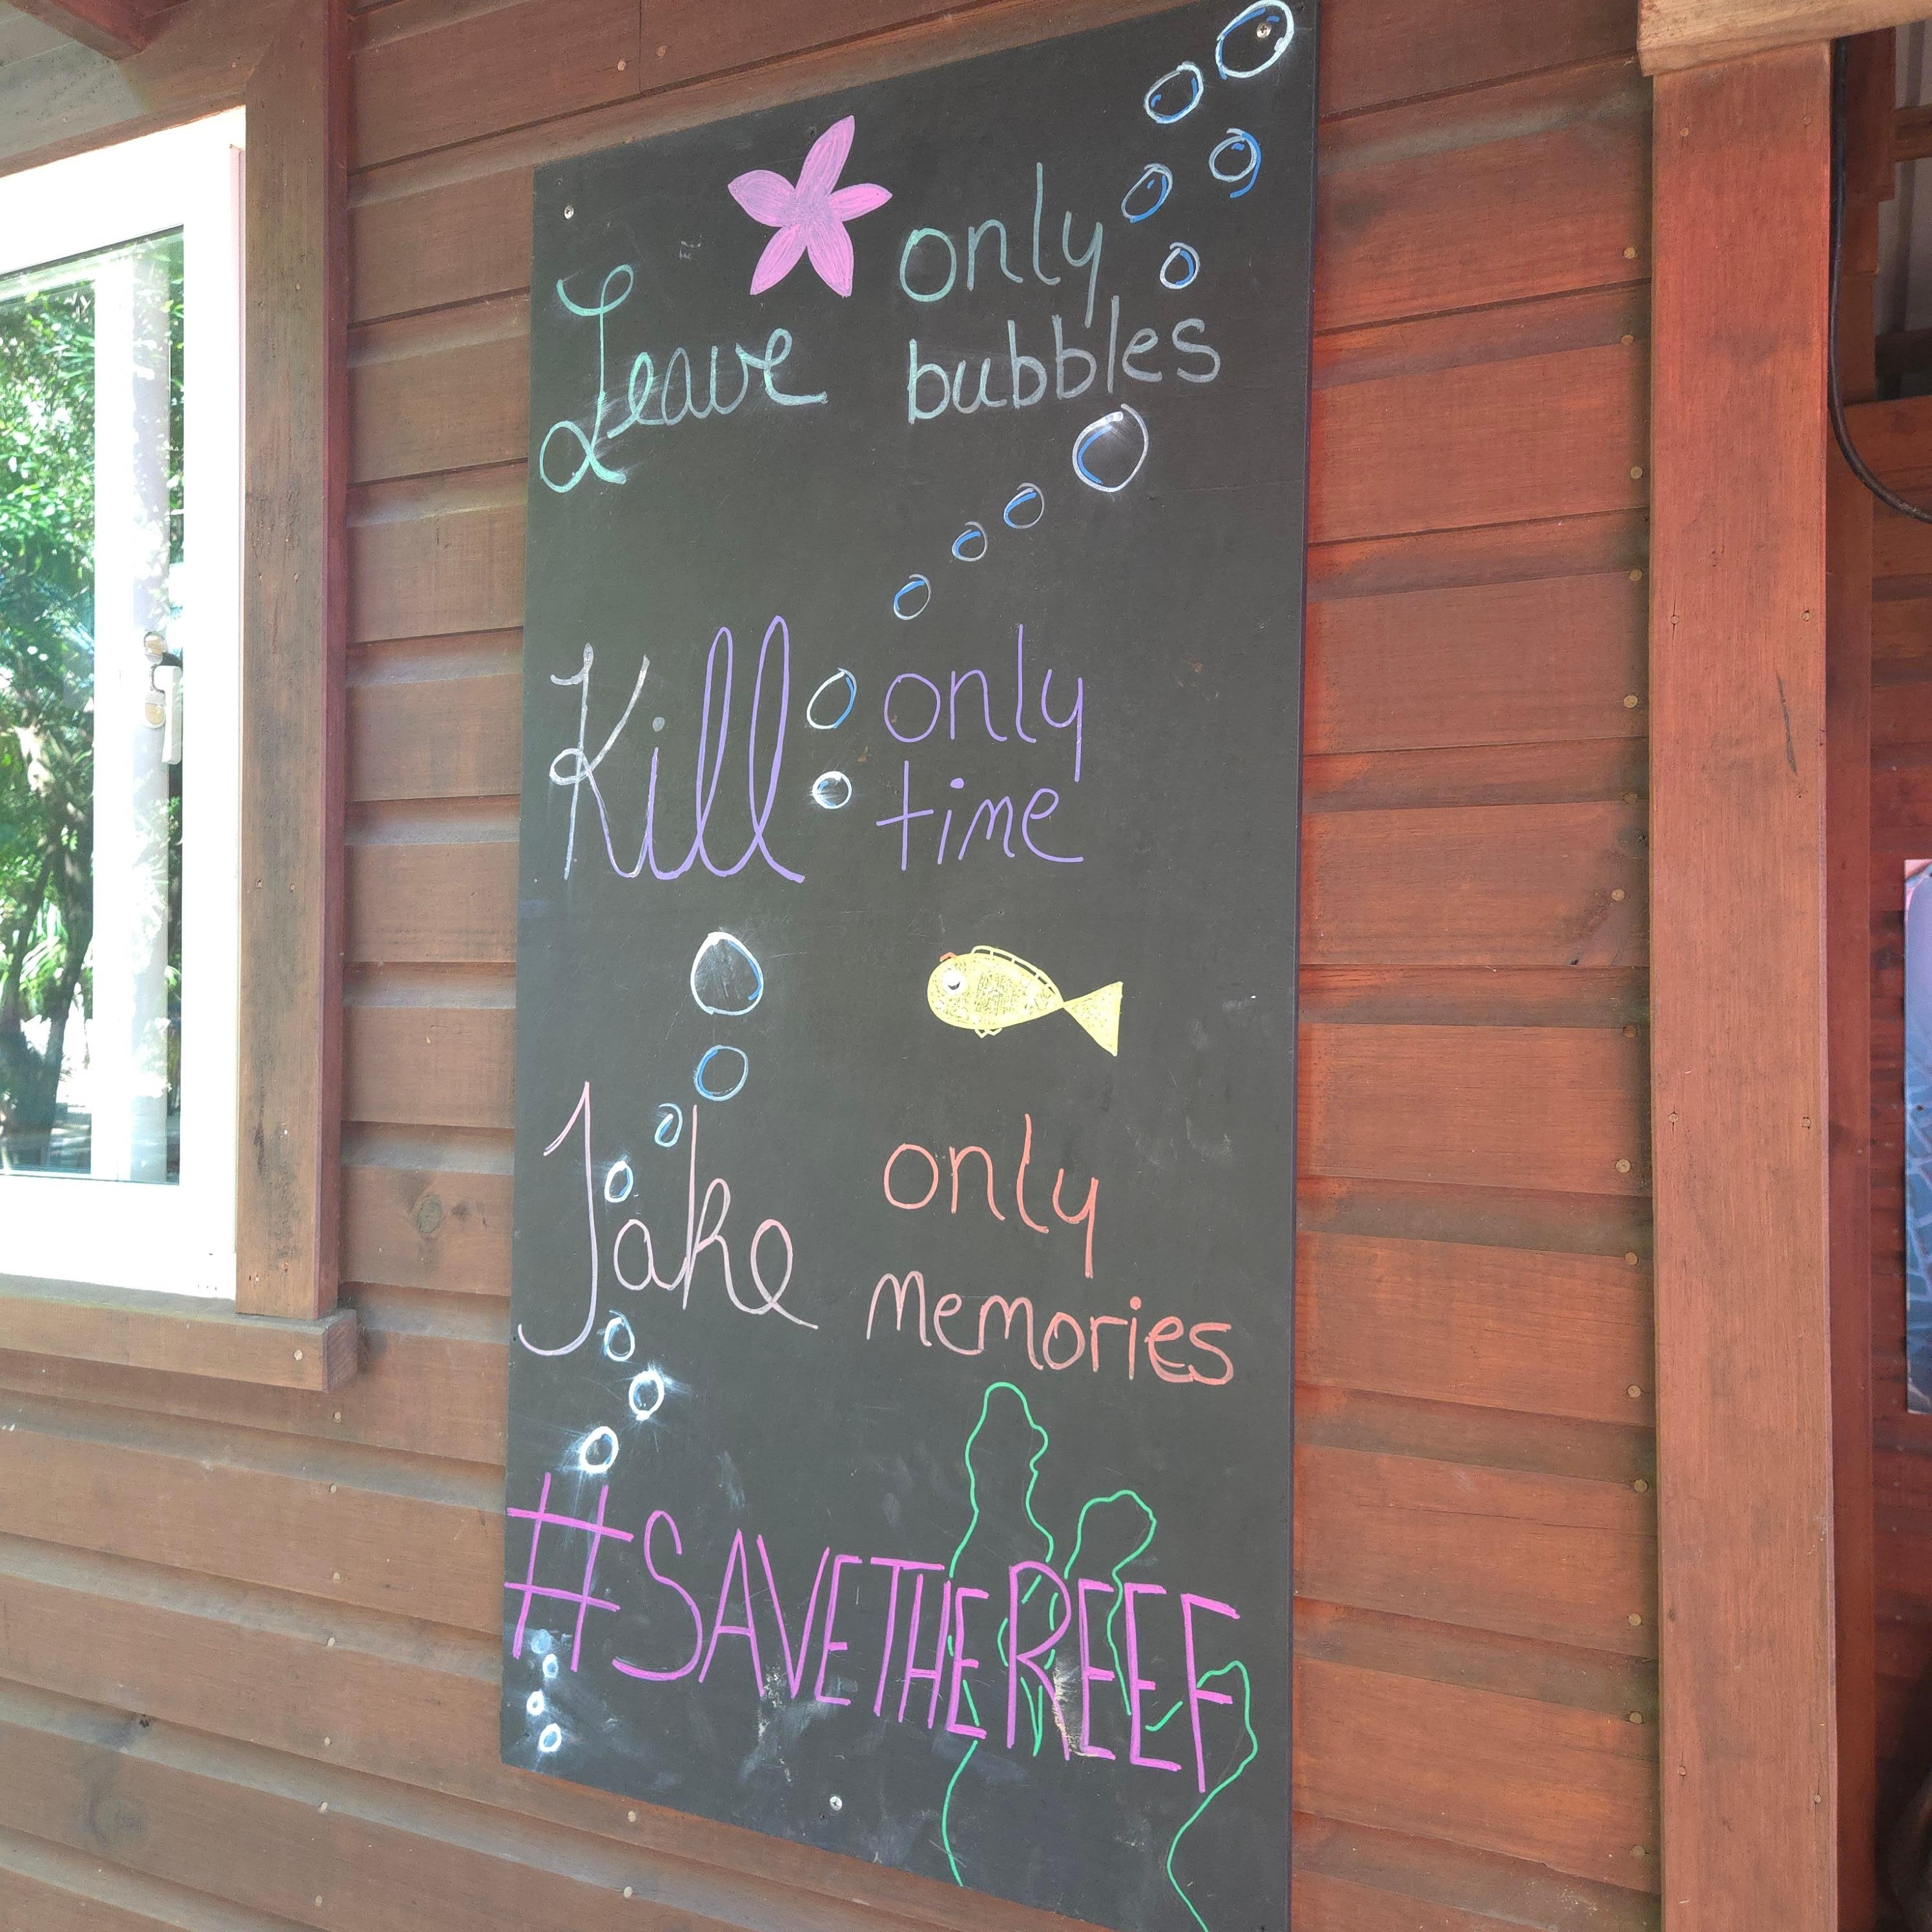 Leave only
bubbles
Kill only
time
Take only
memories
#SAVETHEREEF